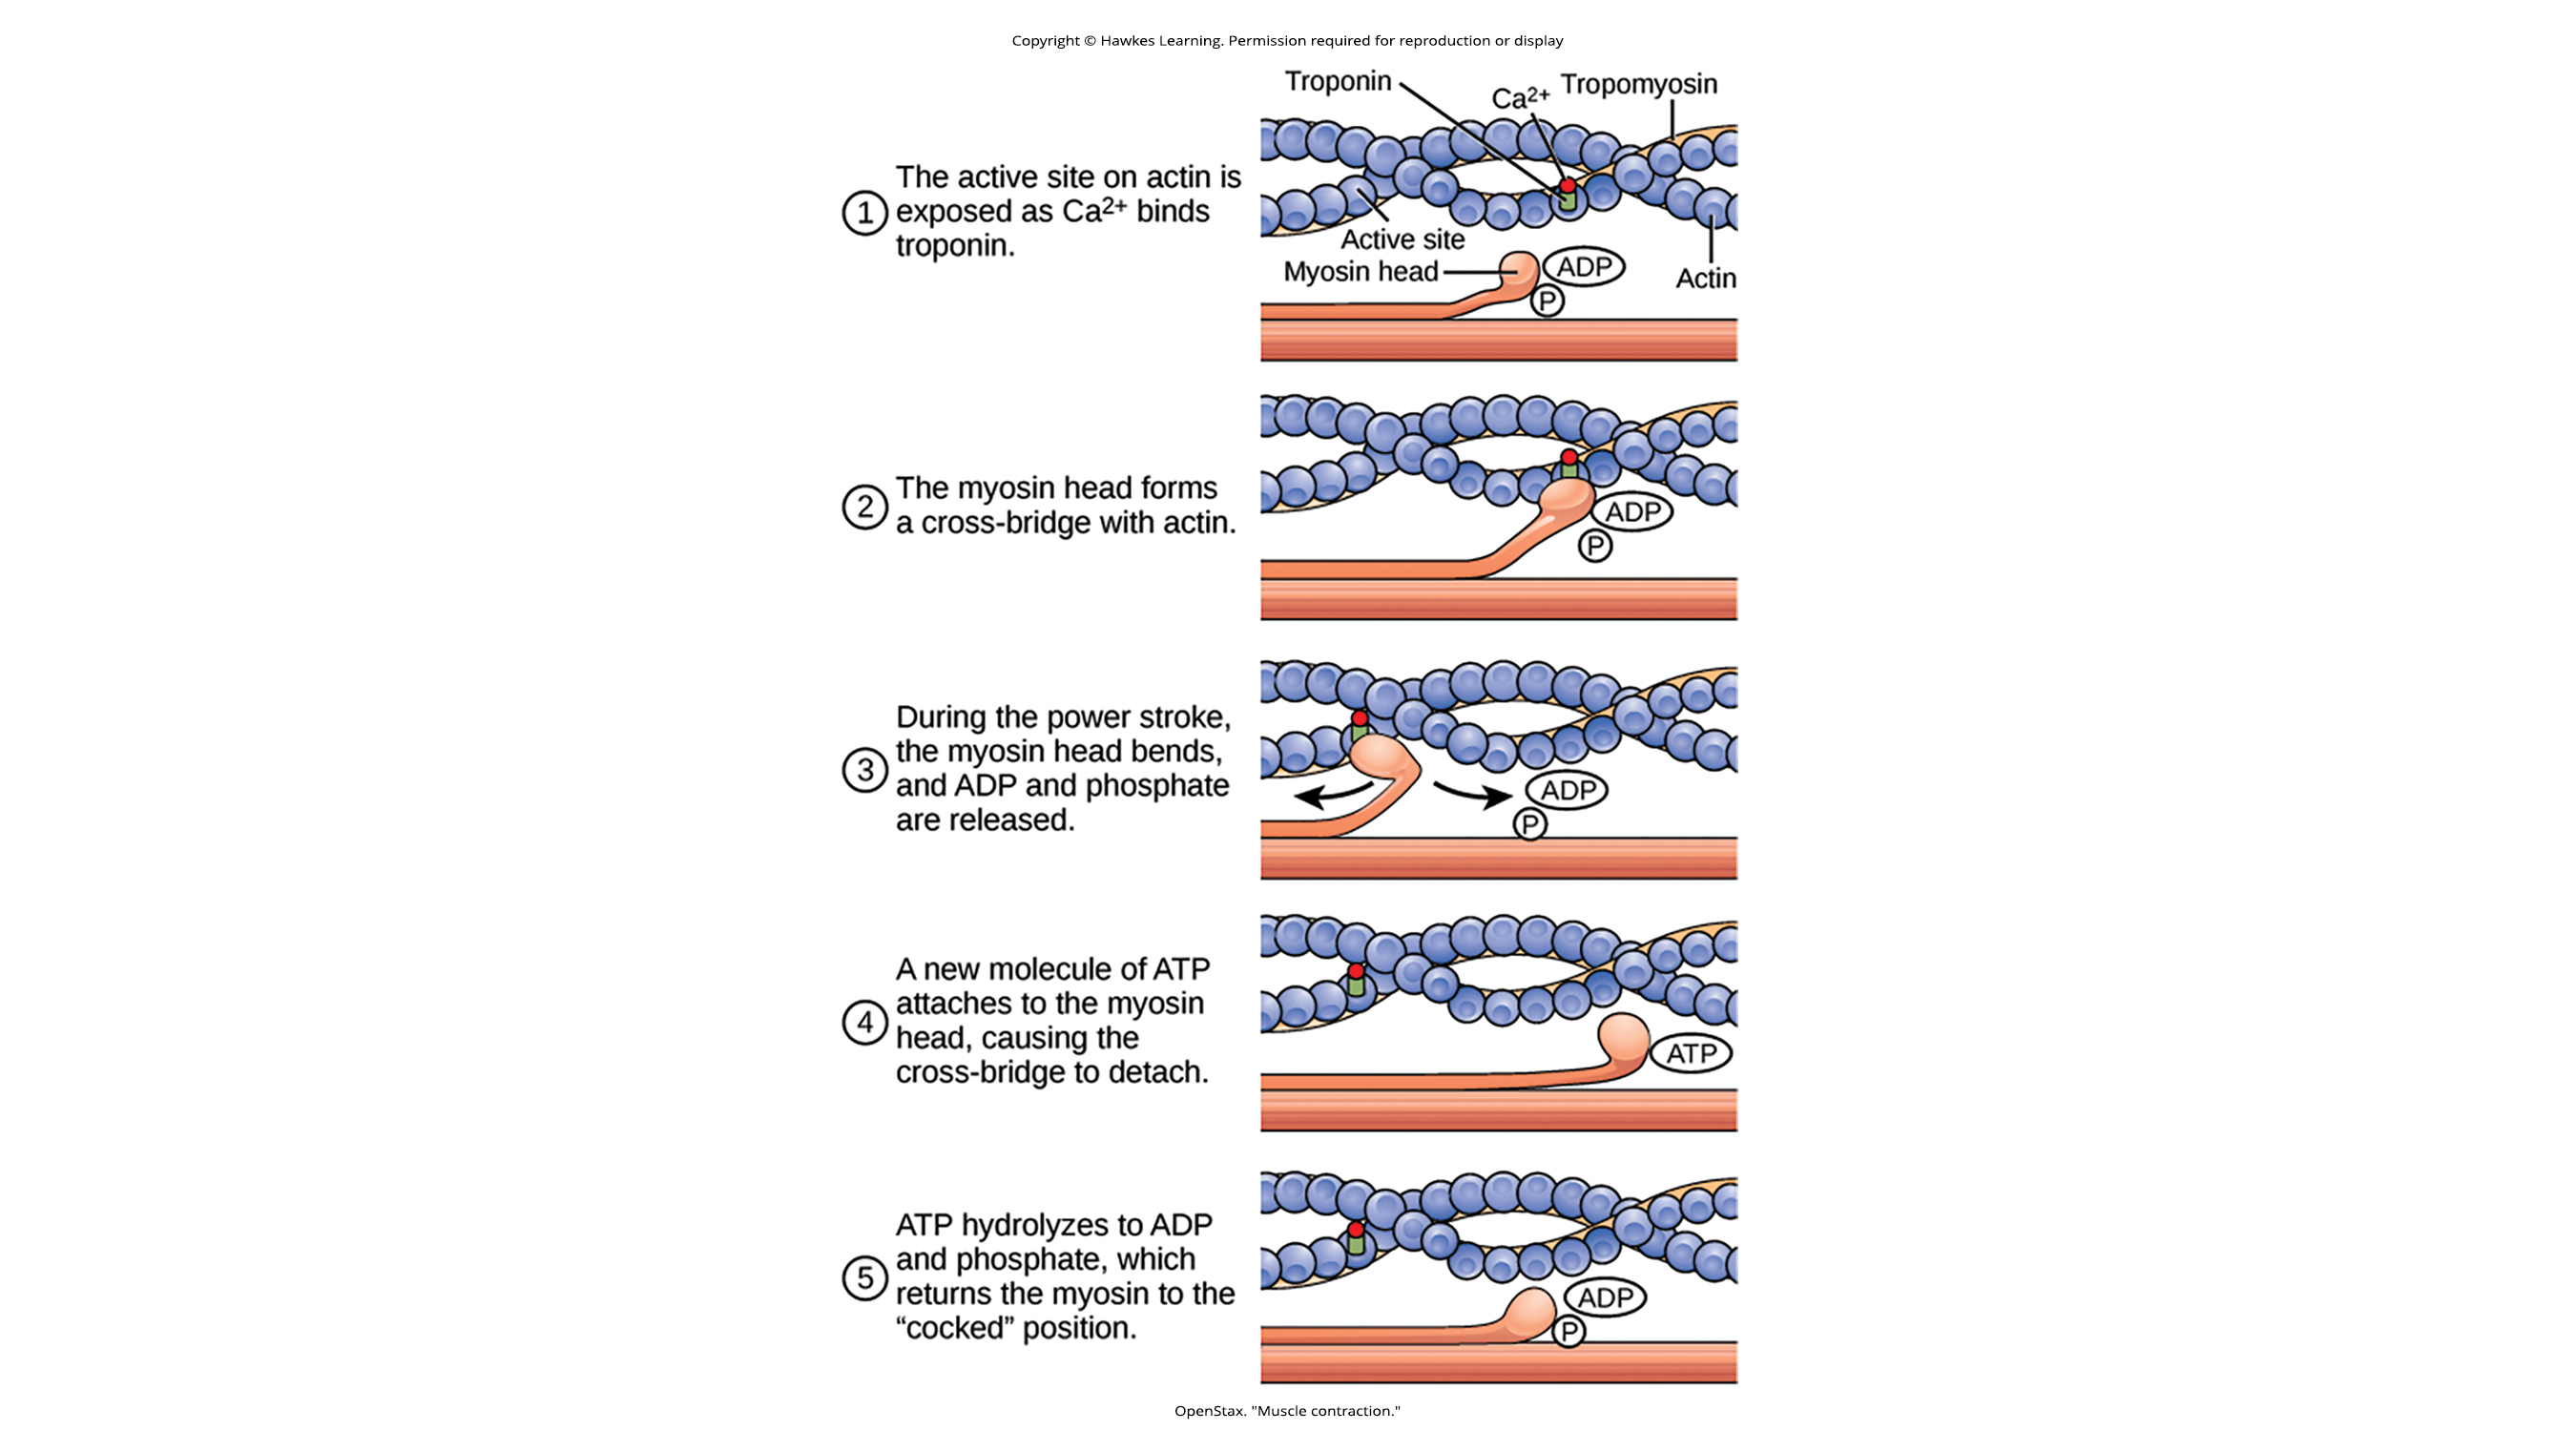 Copyright © Hawkes Learning. Permission required for reproduction or display
Troponin
Ca2+
Tropomyosin
1
The active site on actin is
exposed as Ca2+ binds
troponin.
Active site
Myosin head
ADP
P
Actin
2
The myosin head forms
a cross-bridge with actin.
ADP
P
3
During the power stroke,
the myosin head bends,
and ADP and phosphate
are released.
ADP
P
4
A new molecule of ATP
attaches to the myosin
head, causing the
cross-bridge to detach.
ATP
5
ATP hydrolyzes to ADP
and phosphate, which
returns the myosin to the
“cocked” position.
ADP
P
OpenStax. "Muscle contraction."